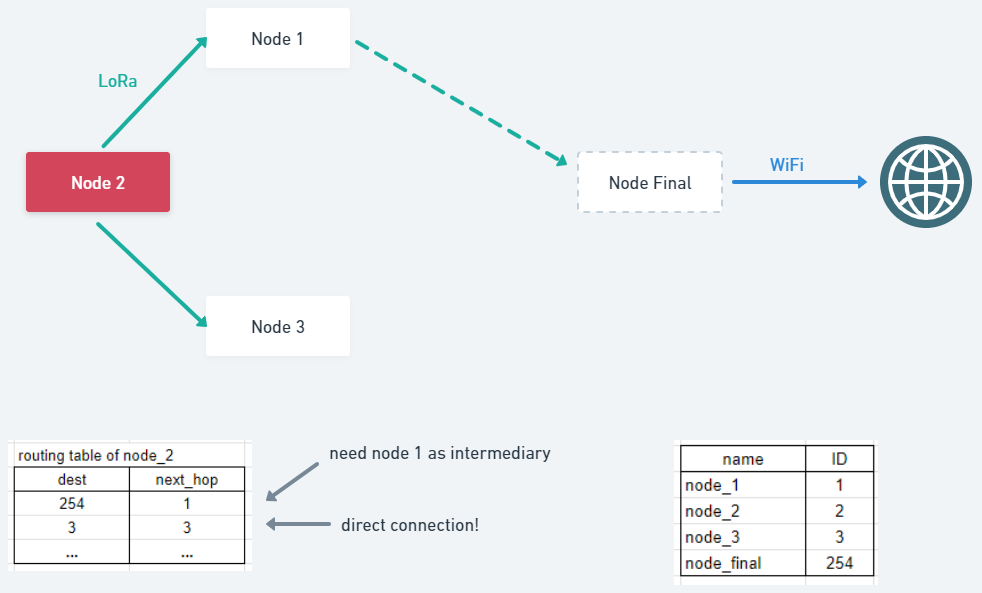 Node 1
LoRa
Node 2
Node Final
WiFi
Node 3
routing table of node_2
dest next_hop
254 1
3 3
... ...
need node 1 as intermediary
direct connection!
name ID
node_1 1
node_2 2
node_3 3
node_final 254